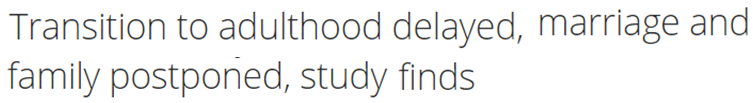 Transition to adulthood delayed, marriage and
family postponed, study finds